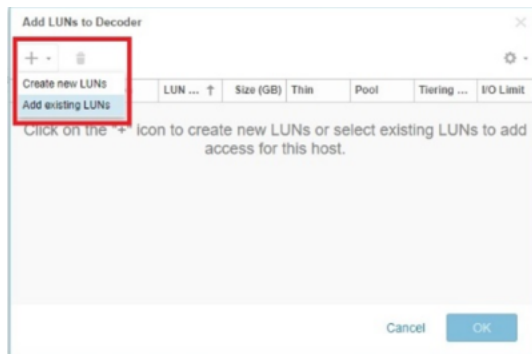 Add LUNs to Decoder
Create new LUNs
Add existing LUNs
LUN ... ↑ Size (GB) Thin Pool Tiering ... I/O Limit
Click on the "+" icon to create new LUNs or select existing LUNs to add
access for this host.
Cancel OK